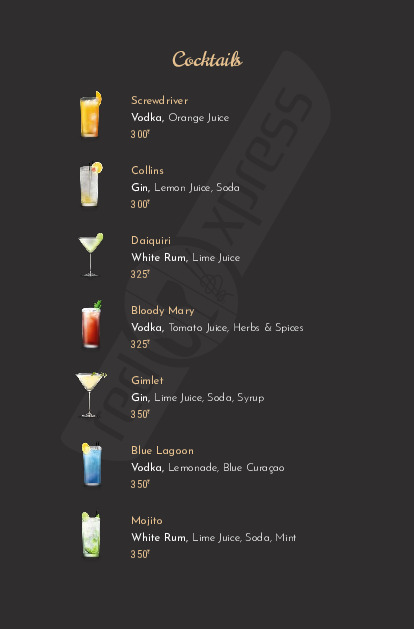 Cocktails
Screwdriver
Vodka, Orange Juice
300₹
Collins
Gin, Lemon Juice, Soda
300₹
Daiquiri
White Rum, Lime Juice
325₹
Bloody Mary
Vodka, Tomato Juice, Herbs & Spices
325₹
Gimlet
Gin, Lime Juice, Soda, Syrup
350₹
Blue Lagoon
Vodka, Lemonade, Blue Curaçao
350₹
Mojito
White Rum, Lime Juice, Soda, Mint
350₹
xpress